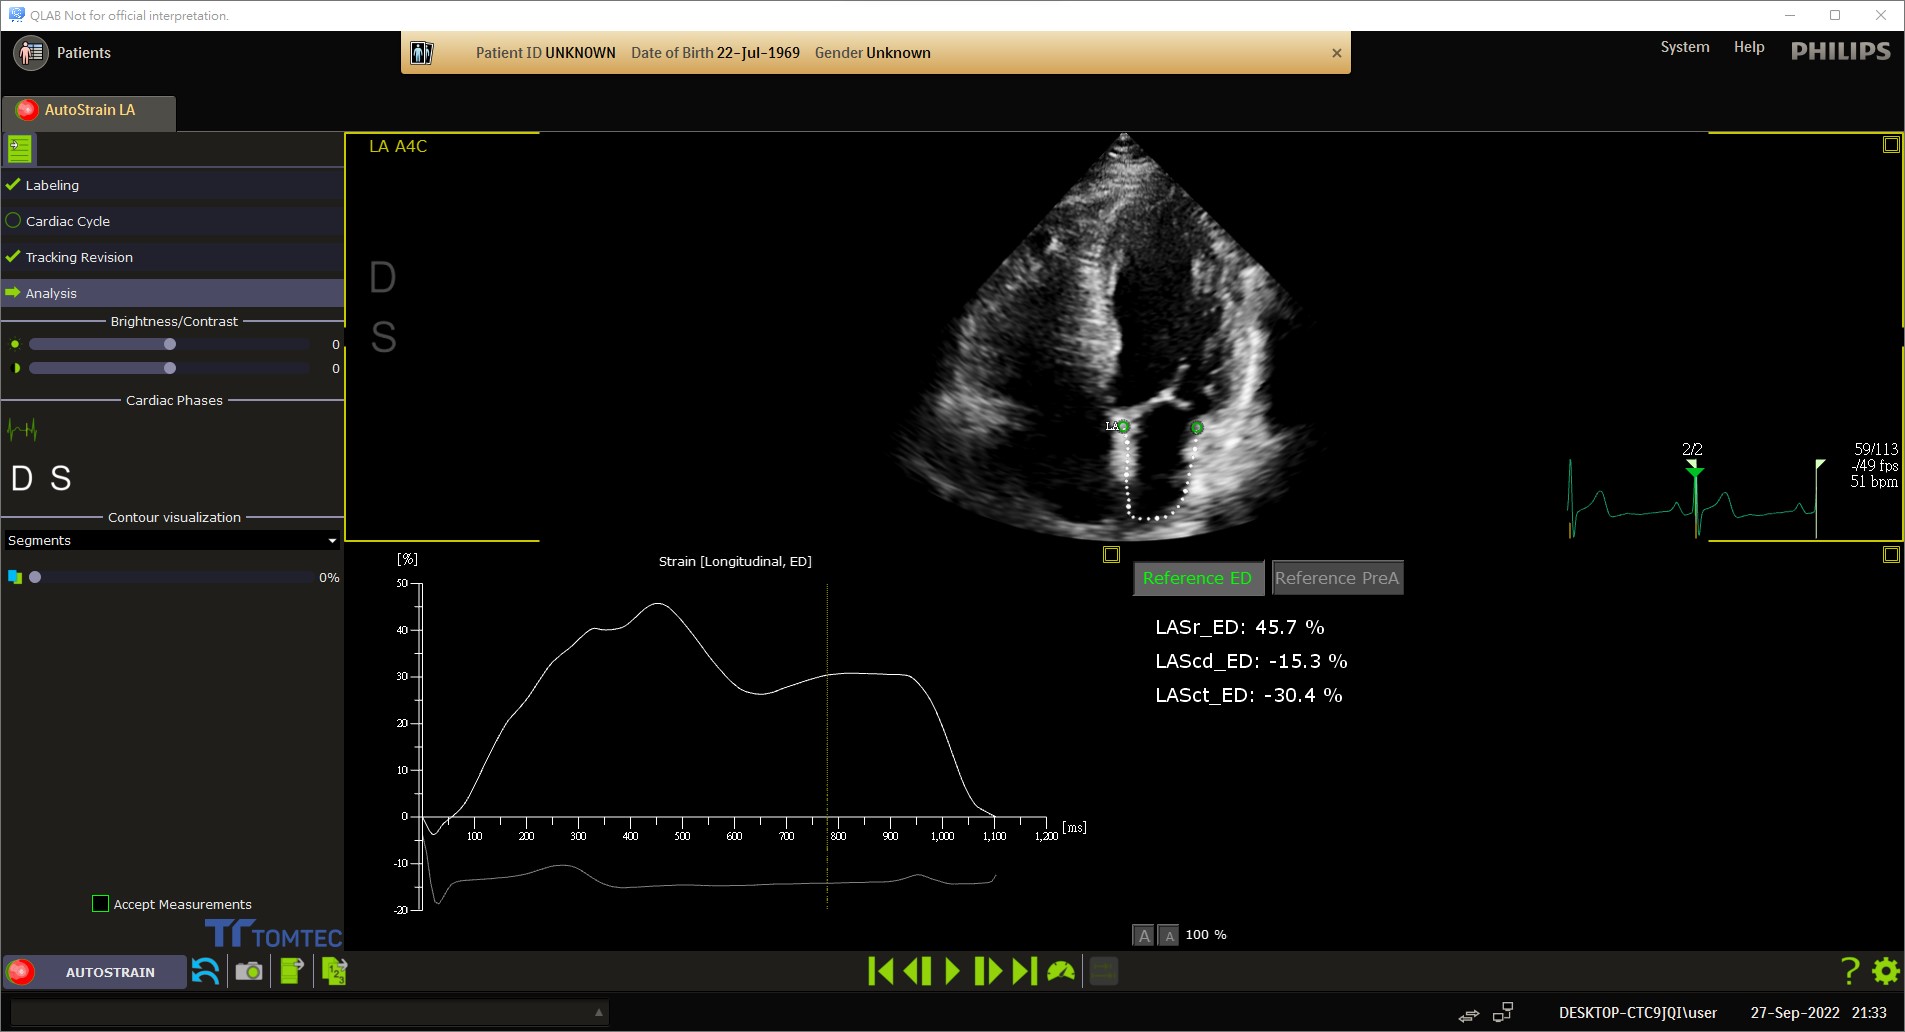 QLAB Not for official interpretation.
Patients
Patient ID UNKNOWN Date of Birth 22-Jul-1969 Gender Unknown
System Help PHILIPS
AutoStrain LA
LA A4C
Labeling
Cardiac Cycle
Tracking Revision
Analysis
Brightness/Contrast
0
0
Cardiac Phases
D S
Contour visualization
Segments
0%
Accept Measurements
TOMTEC
D
S
LA
2/2
59/113
-/49 fps
51 bpm
Strain [Longitudinal, ED]
[%]
50
40
30
20
10
0
-10
-20
100 200 300 400 500 600 700 800 900 1,000 1,100 1,200 [ms]
Reference ED Reference PreA
LASr_ED: 45.7 %
LAScd_ED: -15.3 %
LASct_ED: -30.4 %
A A 100 %
AUTOSTRAIN
DESKTOP-CTC9JQI\user 27-Sep-2022 21:33